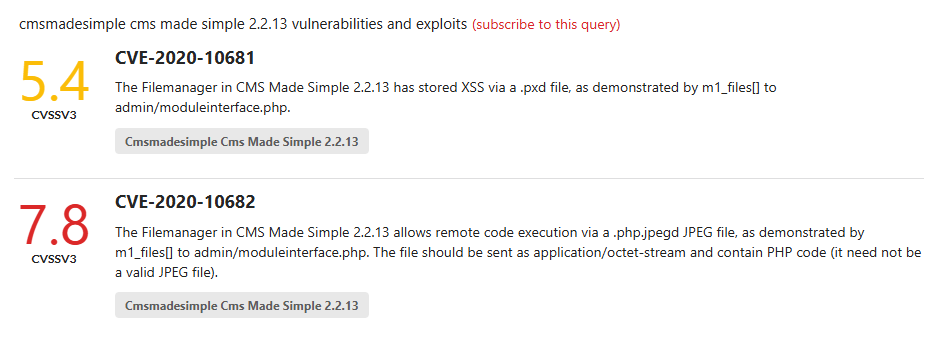 cmsmadesimple cms made simple 2.2.13 vulnerabilities and exploits (subscribe to this query)
5.4
CVSSV3
CVE-2020-10681
The Filemanager in CMS Made Simple 2.2.13 has stored XSS via a .pxd file, as demonstrated by m1_files[] to
admin/moduleinterface.php.
Cmsmadesimple Cms Made Simple 2.2.13
7.8
CVSSV3
CVE-2020-10682
The Filemanager in CMS Made Simple 2.2.13 allows remote code execution via a .php.jpegd JPEG file, as demonstrated by
m1_files[] to admin/moduleinterface.php. The file should be sent as application/octet-stream and contain PHP code (it need not be
a valid JPEG file).
Cmsmadesimple Cms Made Simple 2.2.13